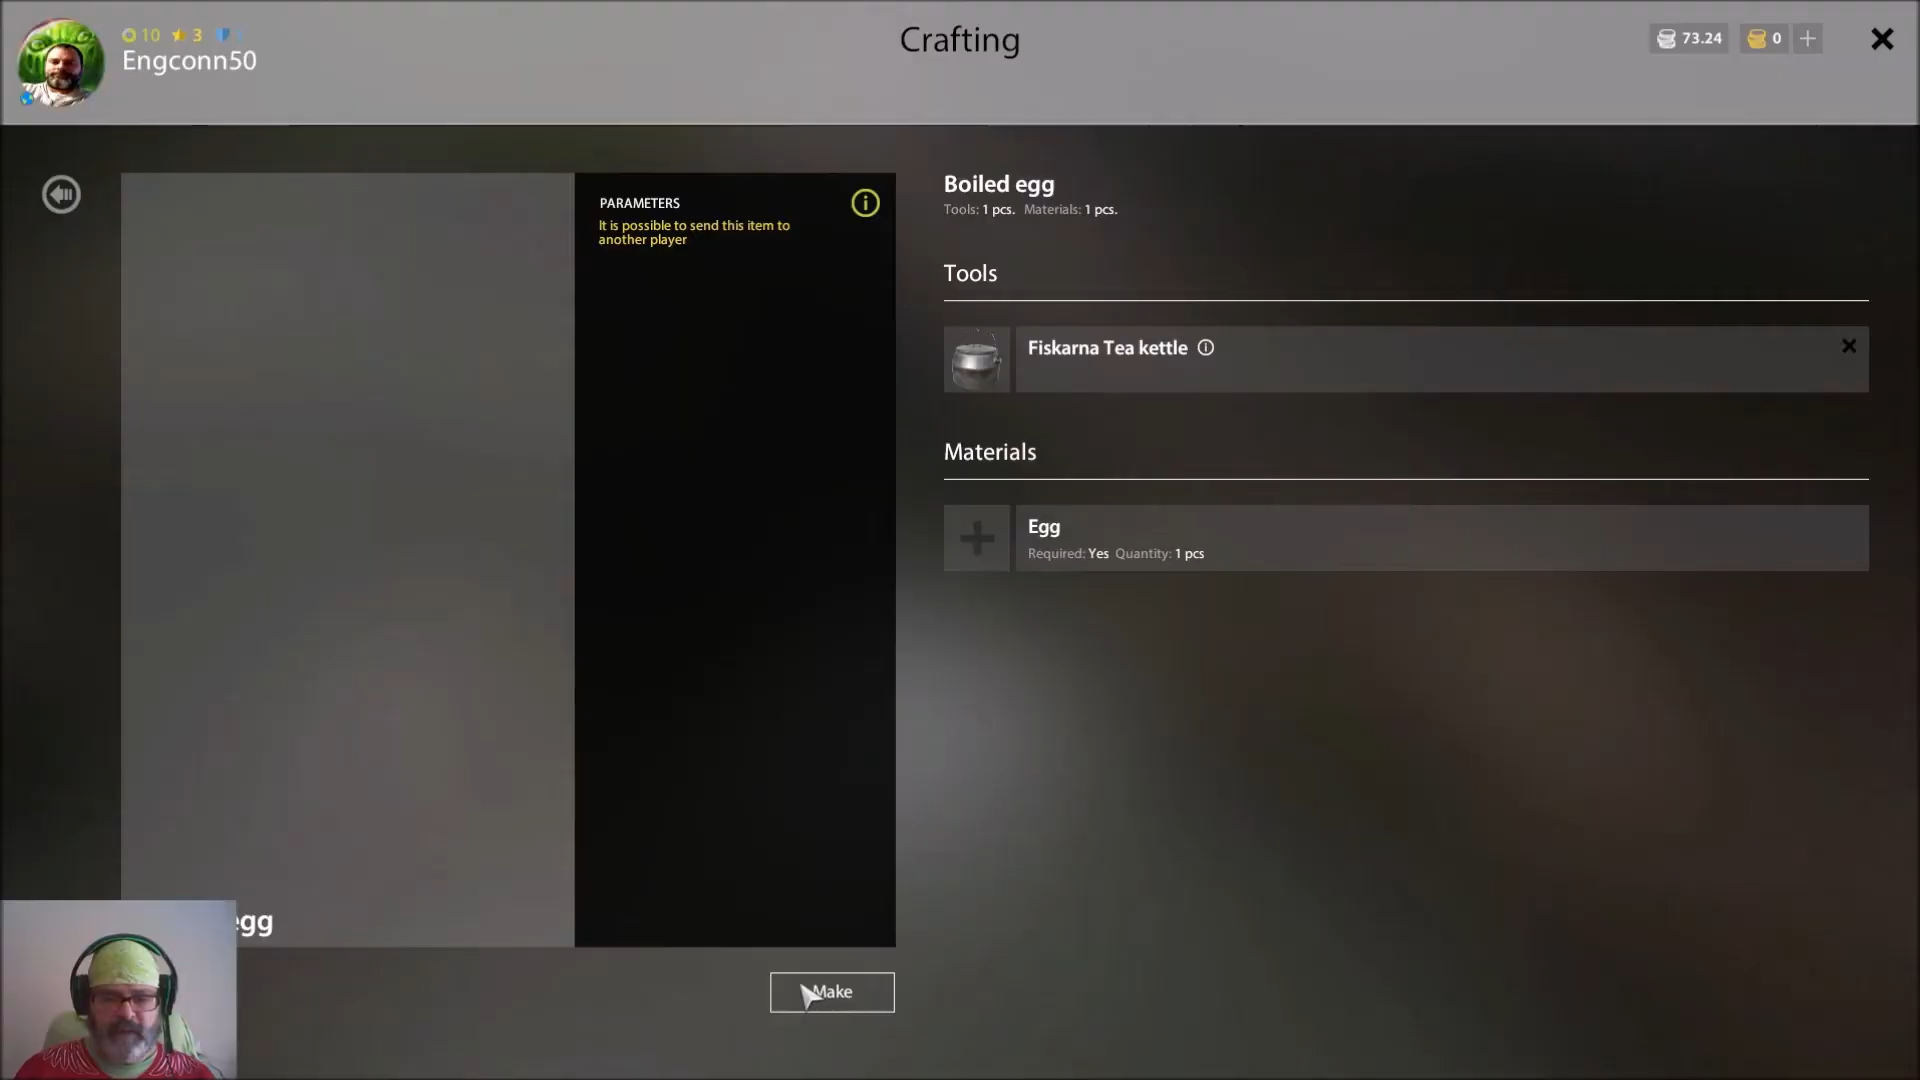 10 3
Engconn50
Crafting
73.24
0
PARAMETERS
It is possible to send this item to
another player
egg
Make
Boiled egg
Tools: 1 pcs. Materials: 1 pcs.
Tools
Fiskarna Tea kettle
Materials
Egg
Required: Yes Quantity: 1 pcs